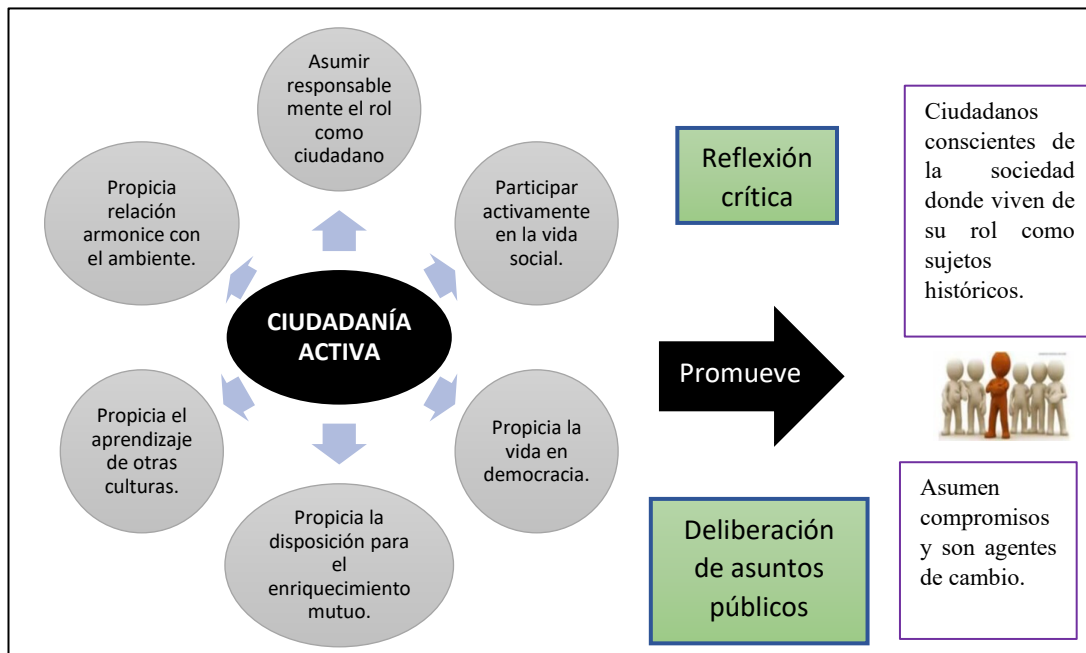 Asumir
responsable
mente el rol
como
ciudadano
Propicia
relación
armonice con
el ambiente.
Participar
activamente
en la vida
social.
CIUDADANÍA
ACTIVA
Propicia el
aprendizaje
de otras
culturas.
Propicia la
vida en
democracia.
Propicia la
disposición para
el
enriquecimiento
mutuo.
Reflexión
crítica
Promueve
Deliberación
de asuntos
públicos
Ciudadanos
conscientes de
la sociedad
donde viven de
su rol como
sujetos
históricos.
Asumen
compromisos
y son agentes
de cambio.